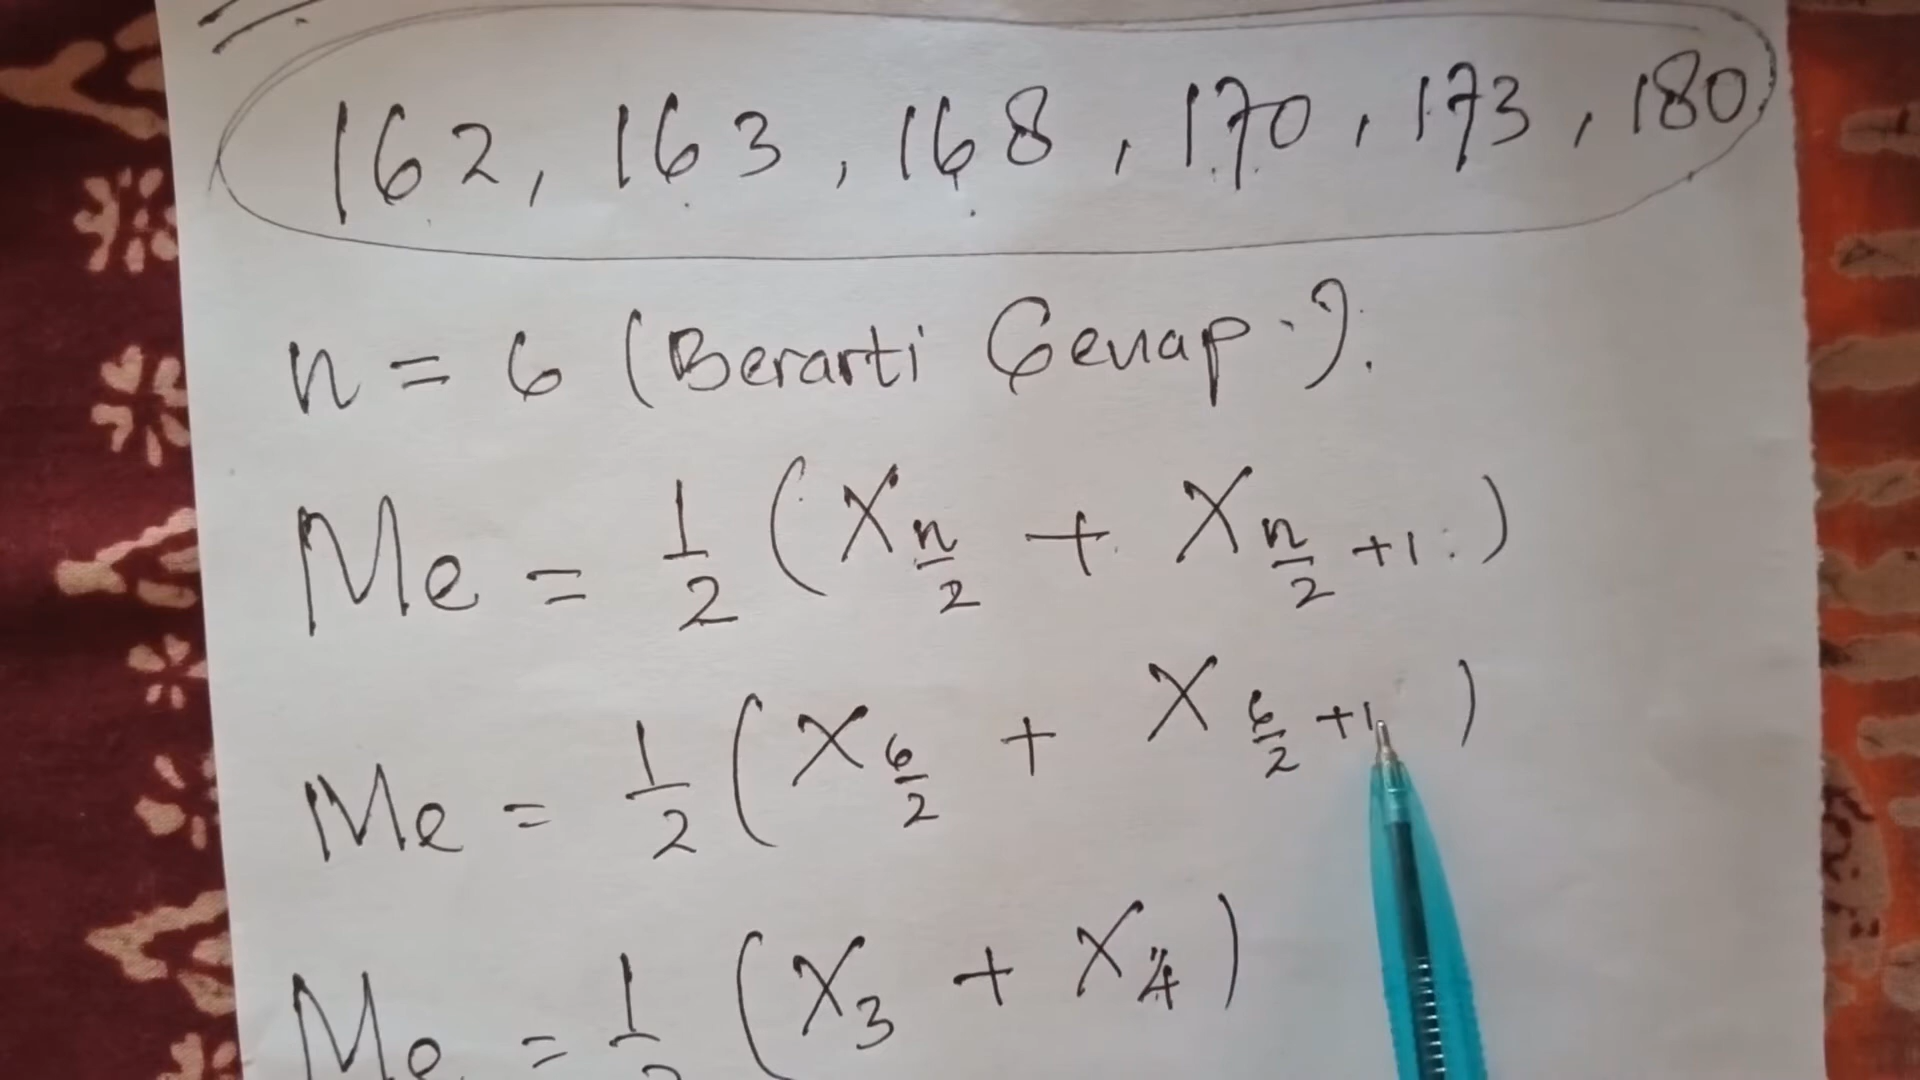 162, 163, 168, 170, 173, 180
n = 6 (Berarti Genap.).
Me = 1/2 (X n/2 + X n/2 +1)
Me = 1/2 (X 6/2 + X 6/2 +1)
Me = 1/2 (X3 + X4)